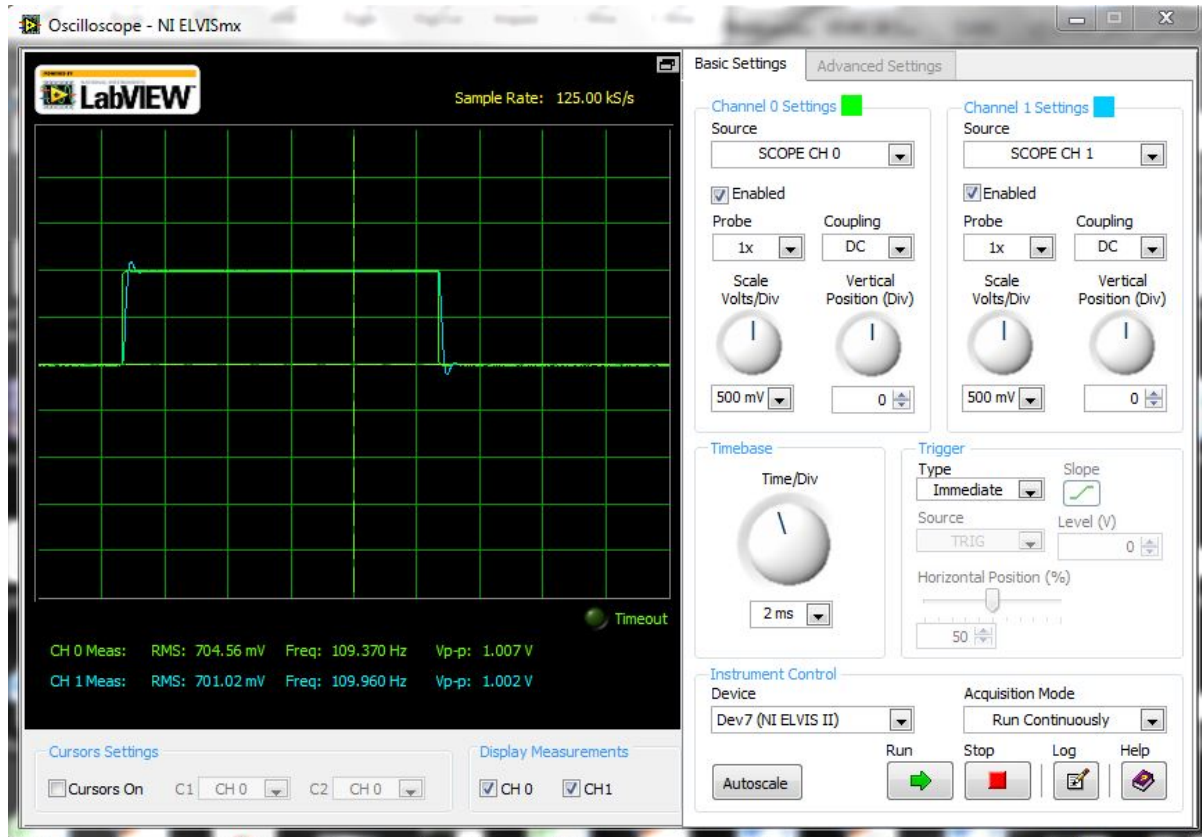 Oscilloscope - NI ELVISmx
POWERED BY
NATIONAL INSTRUMENTS
LabVIEW
Sample Rate: 125.00 kS/s
Timeout
CH 0 Meas: RMS: 704.56 mV Freq: 109.370 Hz Vp-p: 1.007 V
CH 1 Meas: RMS: 701.02 mV Freq: 109.960 Hz Vp-p: 1.002 V
Cursors Settings
Cursors On C1 CH 0 C2 CH 0
Display Measurements
CH 0 CH1
Basic Settings Advanced Settings
Channel 0 Settings
Source
SCOPE CH 0
Enabled
Probe Coupling
1x DC
Scale
Volts/Div
Vertical
Position (Div)
500 mV 0
Channel 1 Settings
Source
SCOPE CH 1
Enabled
Probe Coupling
1x DC
Scale
Volts/Div
Vertical
Position (Div)
500 mV 0
Timebase
Time/Div
2 ms
Trigger
Type Slope
Immediate
Source Level (V)
TRIG 0
Horizontal Position (%)
50
Instrument Control
Device Acquisition Mode
Dev7 (NI ELVIS II) Run Continuously
Run Stop Log Help
Autoscale